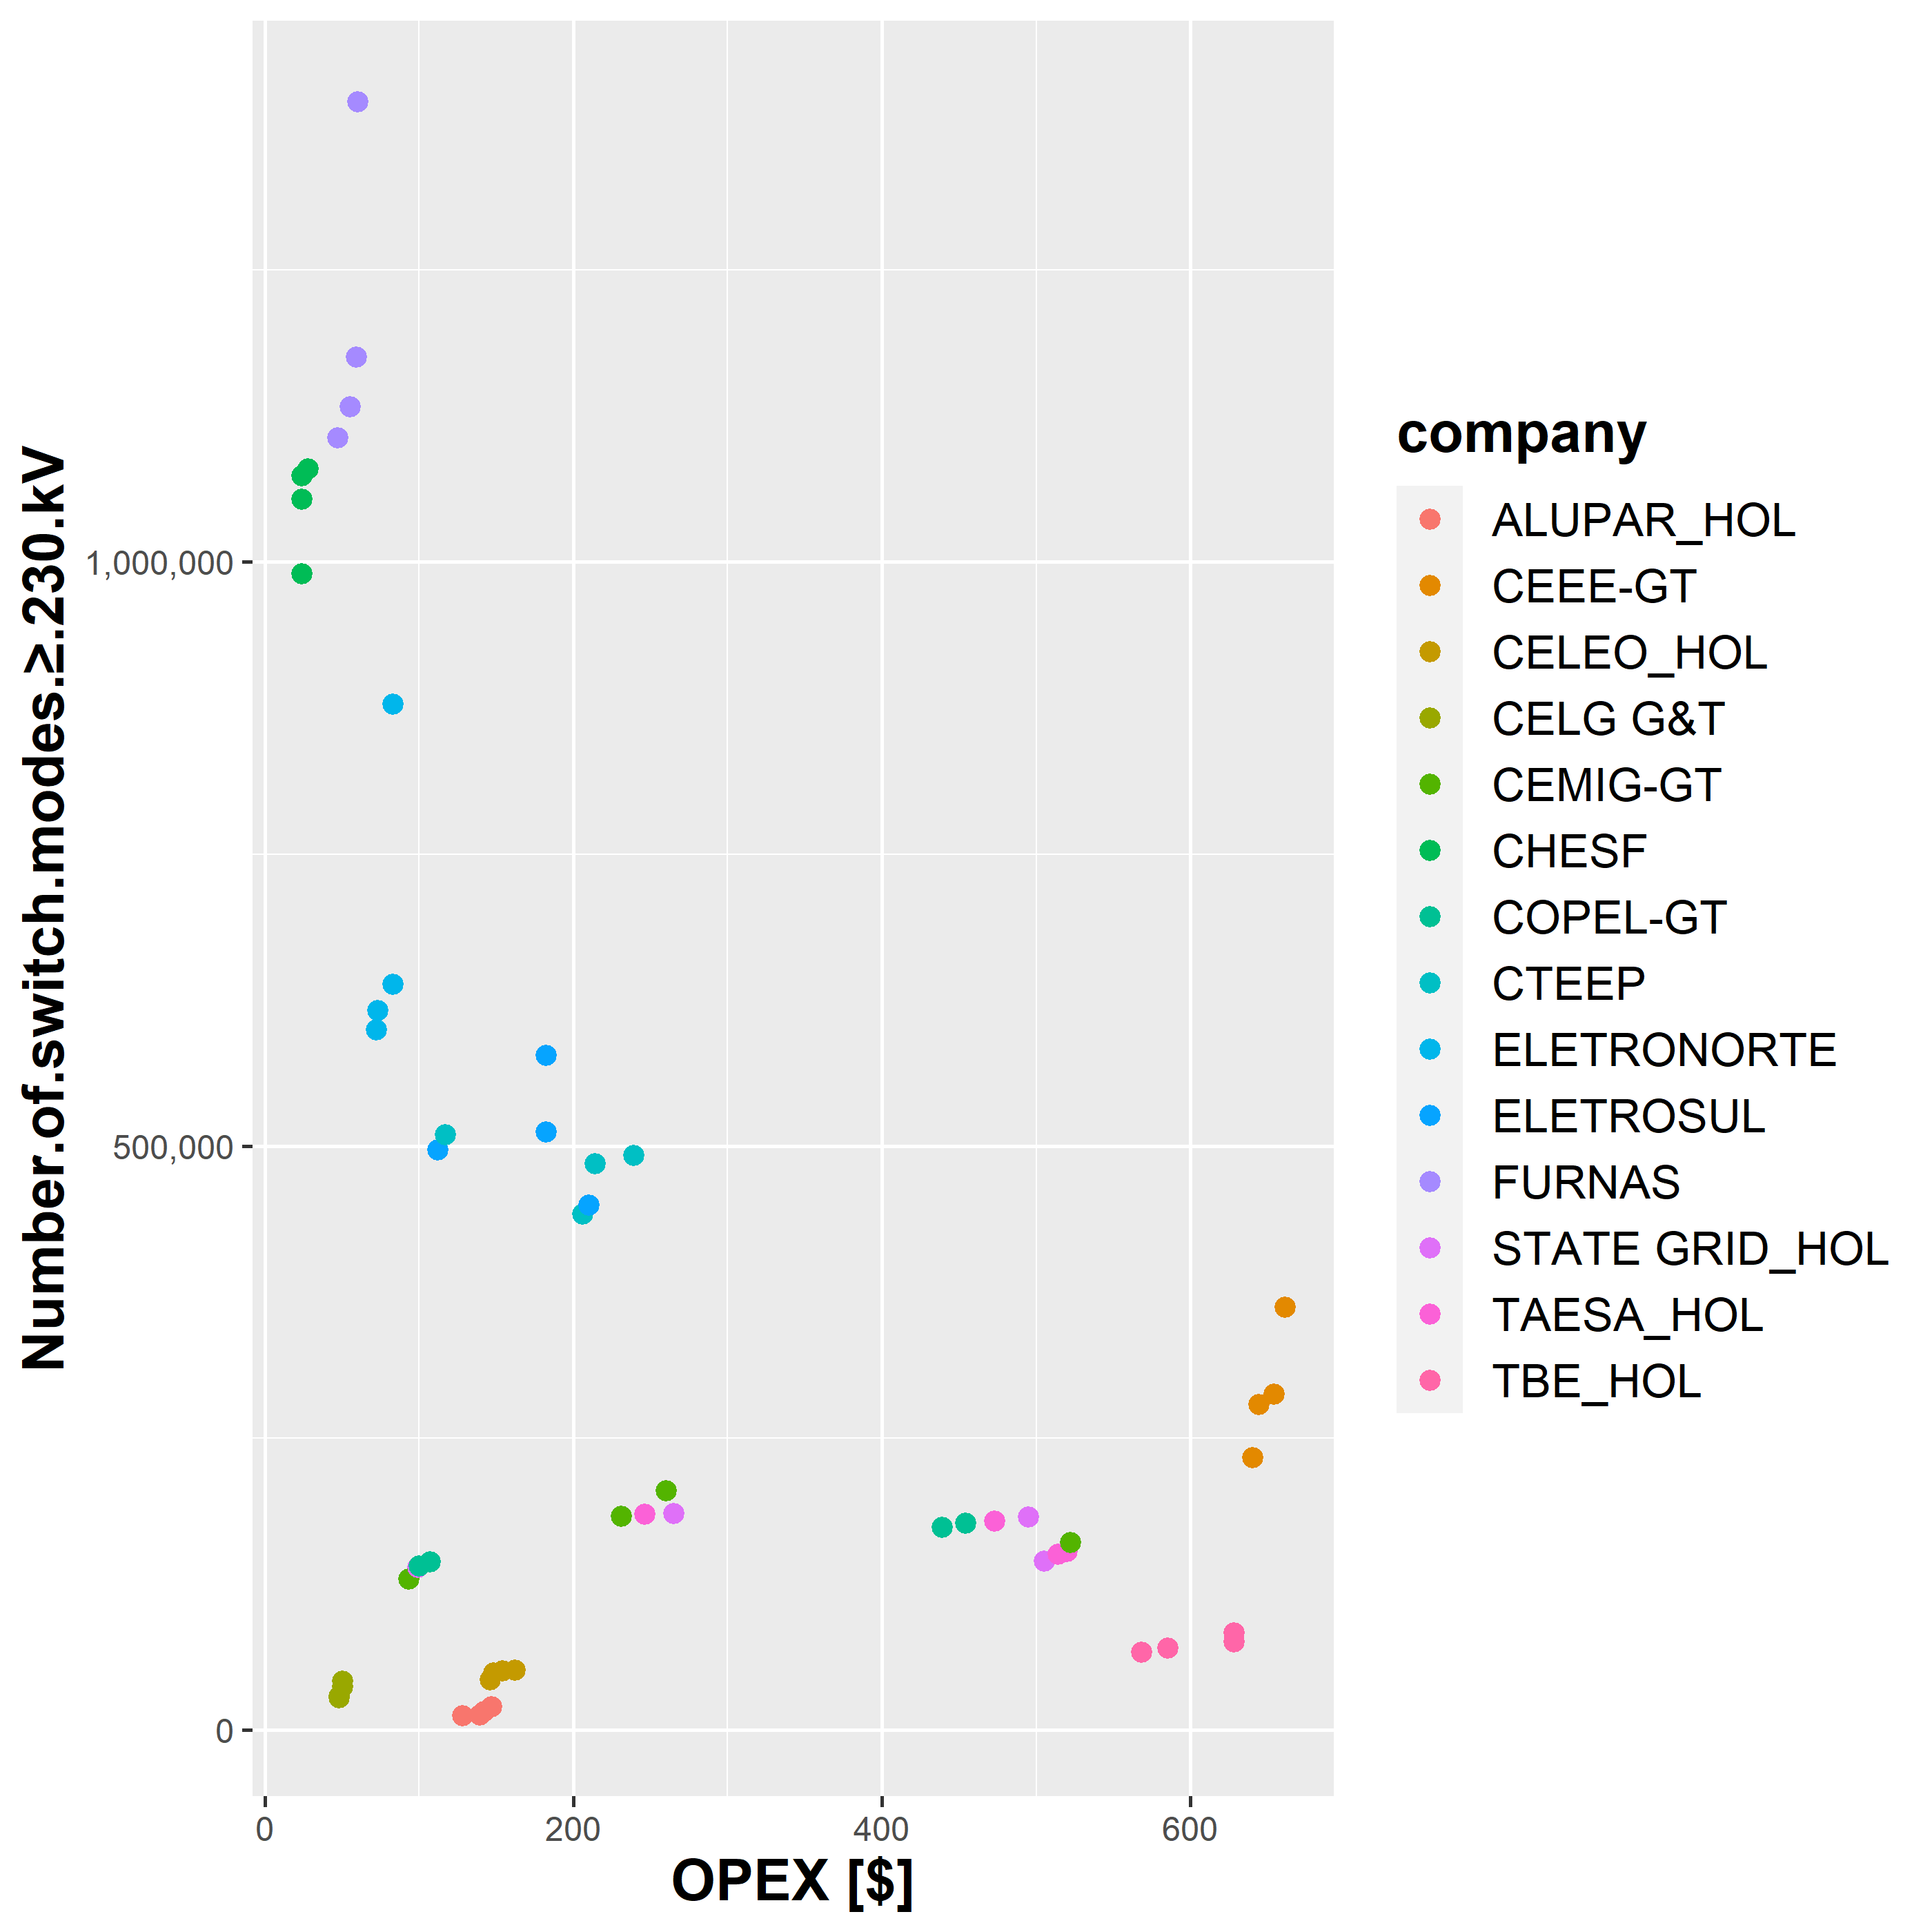 Number.of.switch.modes.≥.230.kV
1,000,000
500,000
0
0
200
400
600
OPEX [$]
company
ALUPAR_HOL
CEEE-GT
CELEO_HOL
CELG G&T
CEMIG-GT
CHESF
COPEL-GT
CTEEP
ELETRONORTE
ELETROSUL
FURNAS
STATE GRID_HOL
TAESA_HOL
TBE_HOL